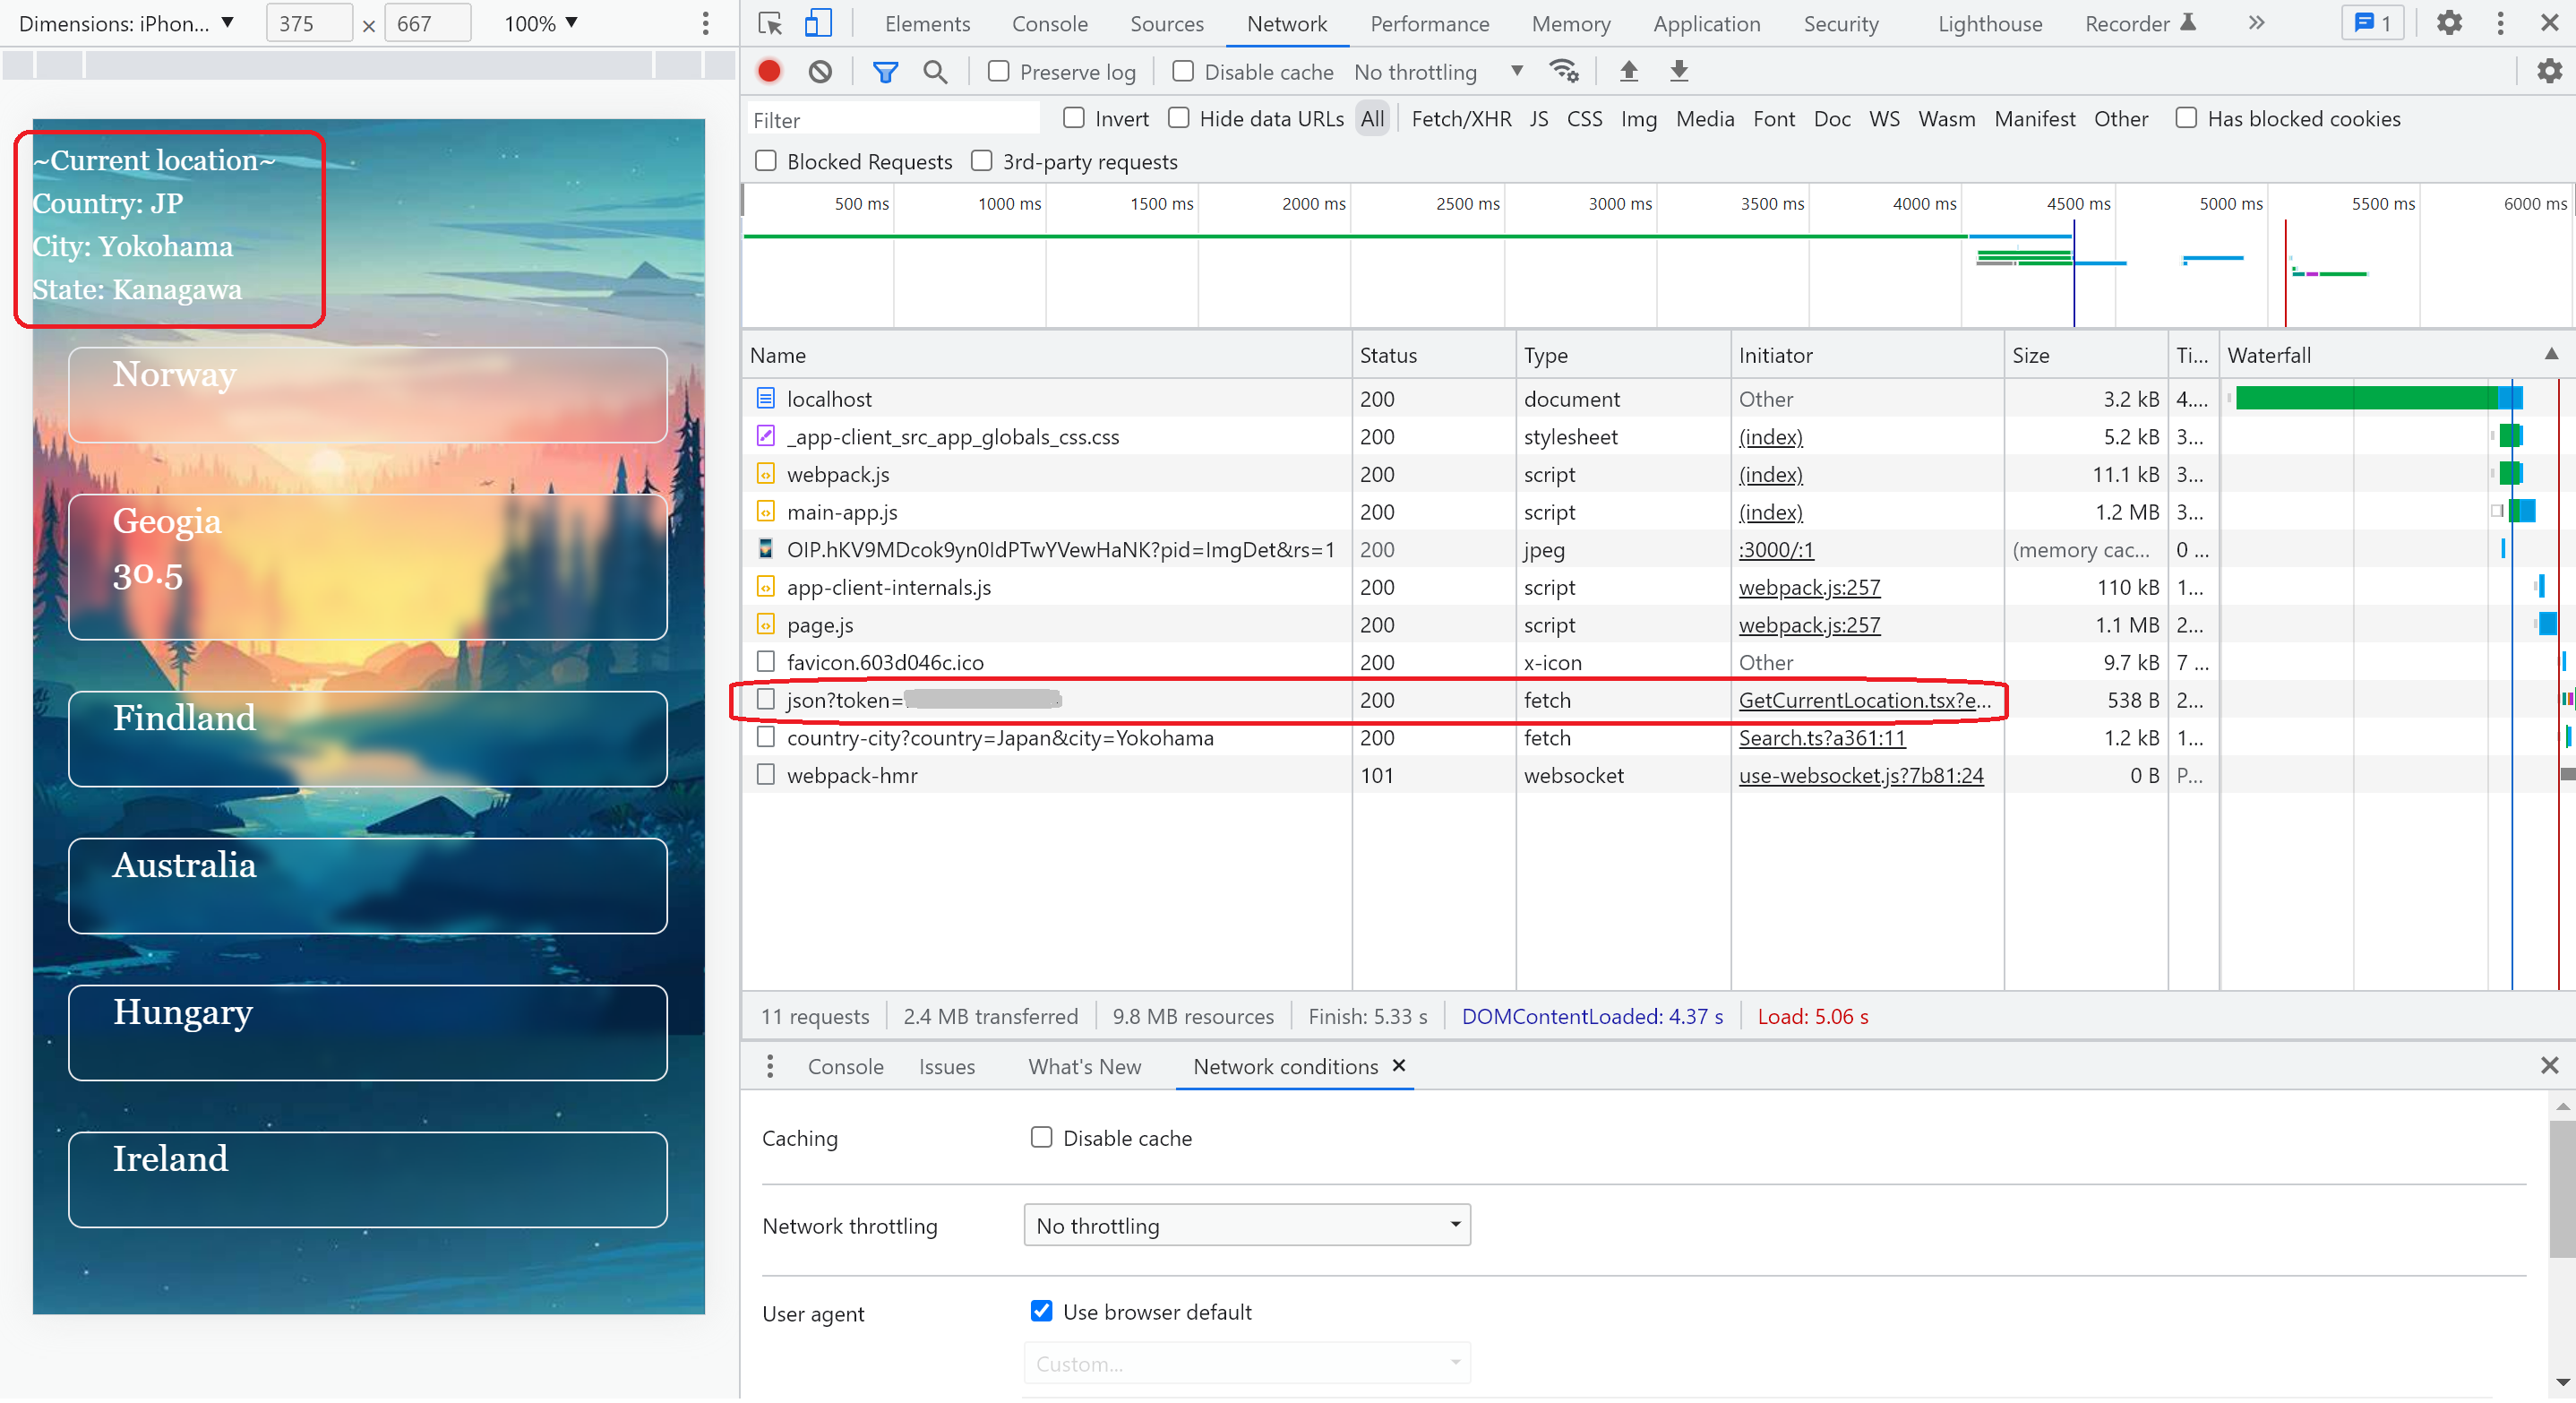 Dimensions: iPhon... ▼ 375 × 667 100% ▼
~Current location~
Country: JP
City: Yokohama
State: Kanagawa
Norway
Geogia
30.5
Findland
Australia
Hungary
Ireland
Elements Console Sources Network Performance Memory Application Security Lighthouse Recorder » 1
Preserve log Disable cache No throttling ▼
Filter Invert Hide data URLs All Fetch/XHR JS CSS Img Media Font Doc WS Wasm Manifest Other Has blocked cookies
Blocked Requests 3rd-party requests
500 ms 1000 ms 1500 ms 2000 ms 2500 ms 3000 ms 3500 ms 4000 ms 4500 ms 5000 ms 5500 ms 6000 ms
Name Status Type Initiator Size Ti... Waterfall ▲
localhost 200 document Other 3.2 kB 4....
_app-client_src_app_globals_css.css 200 stylesheet (index) 5.2 kB 3...
webpack.js 200 script (index) 11.1 kB 3...
main-app.js 200 script (index) 1.2 MB 3...
OIP.hKV9MDcok9yn0IdPTwYVewHaNK?pid=ImgDet&rs=1 200 jpeg :3000/:1 (memory cac... 0 ...
app-client-internals.js 200 script webpack.js:257 110 kB 1...
page.js 200 script webpack.js:257 1.1 MB 2...
favicon.603d046c.ico 200 x-icon Other 9.7 kB 7 ...
json?token= 200 fetch GetCurrentLocation.tsx?e... 538 B 2...
country-city?country=Japan&city=Yokohama 200 fetch Search.ts?a361:11 1.2 kB 1...
webpack-hmr 101 websocket use-websocket.js?7b81:24 0 B P...
11 requests 2.4 MB transferred 9.8 MB resources Finish: 5.33 s DOMContentLoaded: 4.37 s Load: 5.06 s
Console Issues What's New Network conditions ×
Caching Disable cache
Network throttling No throttling
User agent Use browser default
Custom...